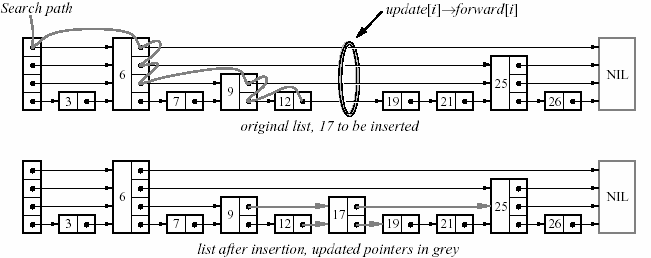 Search path
update[i]→forward[i]
6 NIL
25
3 7 9 12 19 21 26
original list, 17 to be inserted
6 NIL
9 17 25
3 7 12 19 21 26
list after insertion, updated pointers in grey